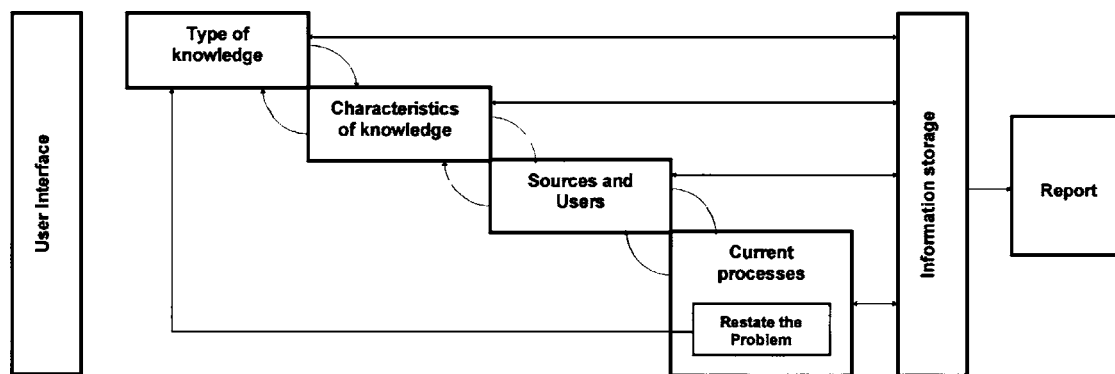 User Interface
Type of
knowledge
Characteristics
of knowledge
Sources and
Users
Current
processes
Restate the
Problem
Information storage
Report